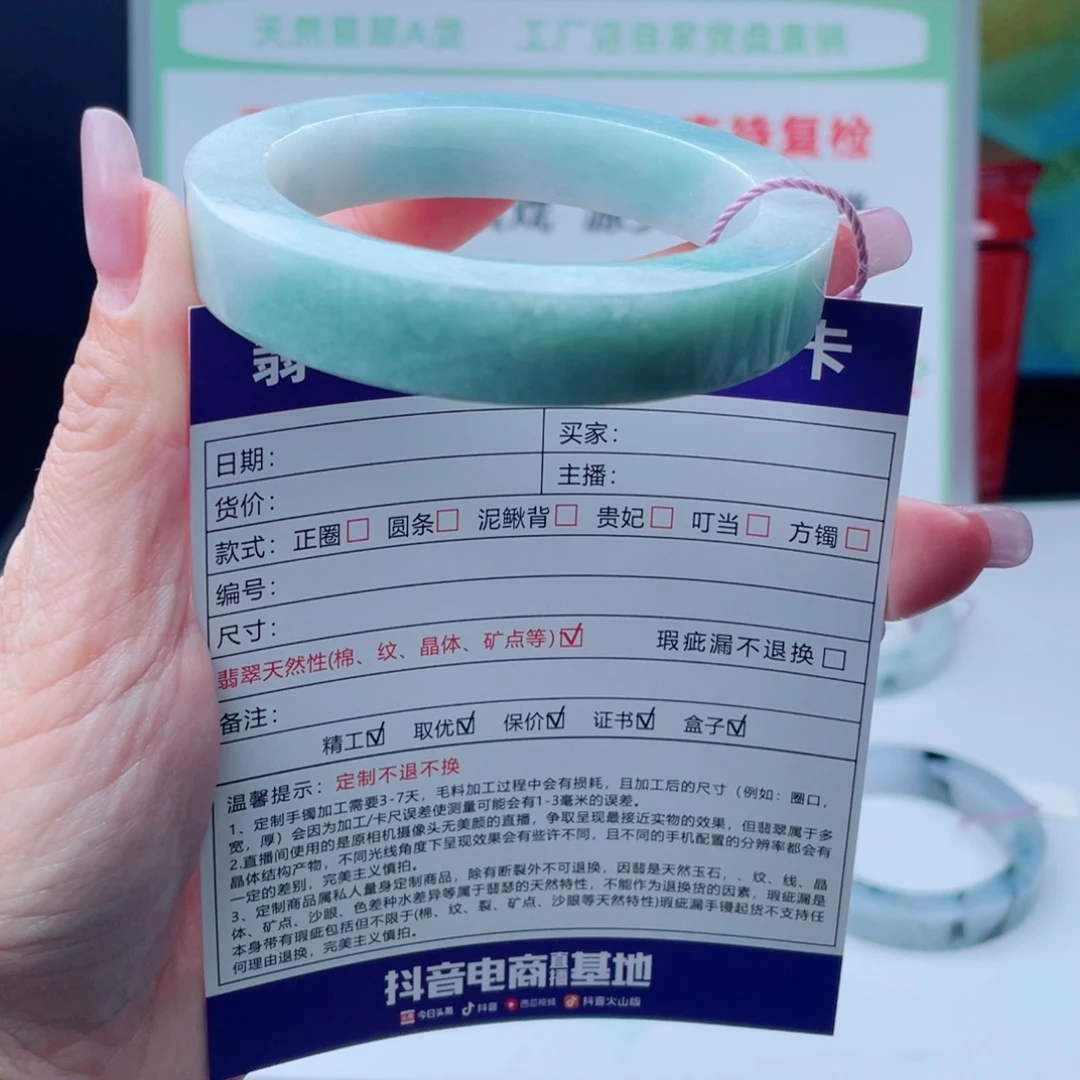 天然翡翠A货 工厂店自家货盘直销
复检
翡
卡
日期：
买家：
货价：
主播：
款式： 正圈□ 圆条□ 泥鳅背□ 贵妃□ 叮当□ 方镯□
编号：
尺寸：
翡翠天然性(棉、纹、晶体、矿点等)☑ 瑕疵漏不退换□
备注：
精工☑ 取优☑ 保价☑ 证书☑ 盒子☑
温馨提示：定制不退不换
1、定制手镯加工需要3-7天，毛料加工过程中会有损耗，且加工后的尺寸（例如：圈口，
宽，厚）会因为加工/卡尺误差使测量可能会有1-3毫米的误差。
2.直播间使用的是原相机摄像头无美颜的直播，争取呈现最接近实物的效果，但翡翠属于多
晶体结构产物，不同光线角度下呈现效果会有些许不同，且不同的手机配置的分辨率都会有
一定的差别，完美主义慎拍。
3、定制商品属私人量身定制商品，除有断裂外不可退换，因翡是天然玉石，、纹、线、晶
体、矿点、沙眼、色差种水差异等属于翡瑟的天然特性，不能作为退换货的因素，瑕疵漏是
本身带有瑕疵包括但不限于(棉、纹、裂、矿点、沙眼等天然特性)瑕疵漏手镘起货不支持任
何理由退换，完美主义慎拍。
抖音电商直播基地
今日头条 抖音 西瓜视频 抖音火山版